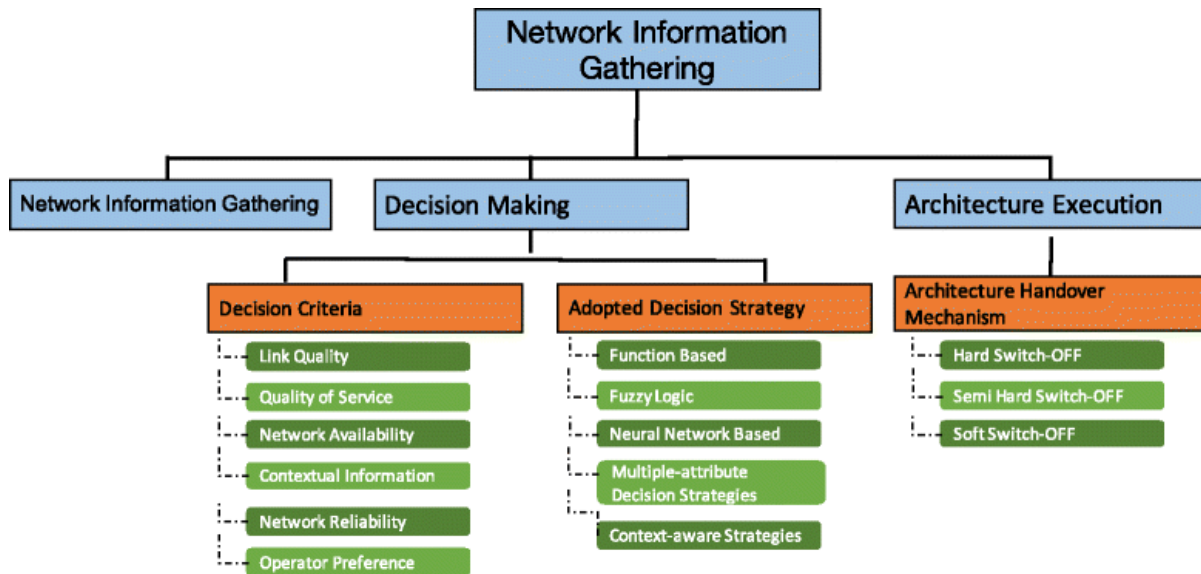 Network Information
Gathering
Network Information Gathering
Decision Making
Architecture Execution
Decision Criteria
Link Quality
Quality of Service
Network Availability
Contextual Information
Network Reliability
Operator Preference
Adopted Decision Strategy
Function Based
Fuzzy Logic
Neural Network Based
Multiple-attribute
Decision Strategies
Context-aware Strategies
Architecture Handover
Mechanism
Hard Switch-OFF
Semi Hard Switch-OFF
Soft Switch-OFF